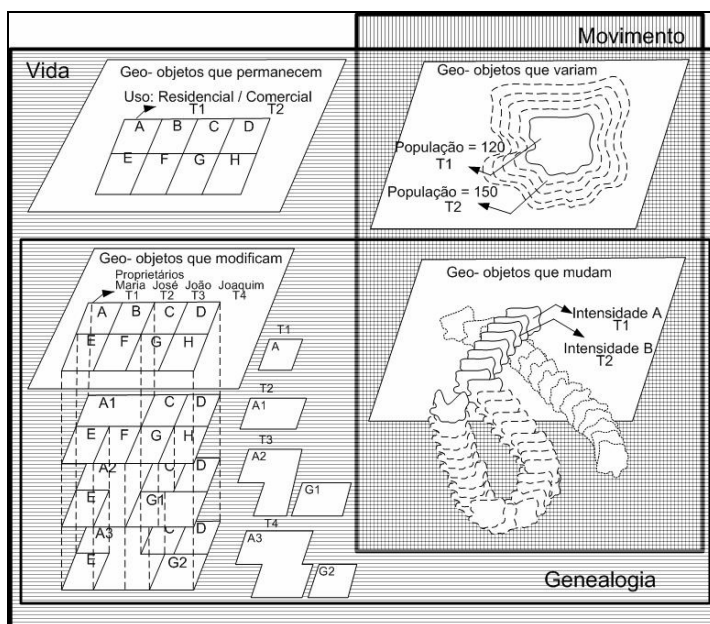 Movimento
Vida
Geo- objetos que permanecem
Uso: Residencial / Comercial
T1 T2
A B C D
E F G H
Geo- objetos que variam
População = 120
T1
População = 150
T2
Geo- objetos que modificam
Proprietários
Maria José João Joaquim
T1 T2 T3 T4
A B C D
E F G H
A1 C D
E F G H
A2 C D
E G1
A3 C D
E G2
T1
A
T2
A1
T3
A2
G1
T4
A3
G2
Geo- objetos que mudam
Intensidade A
T1
Intensidade B
T2
Genealogia